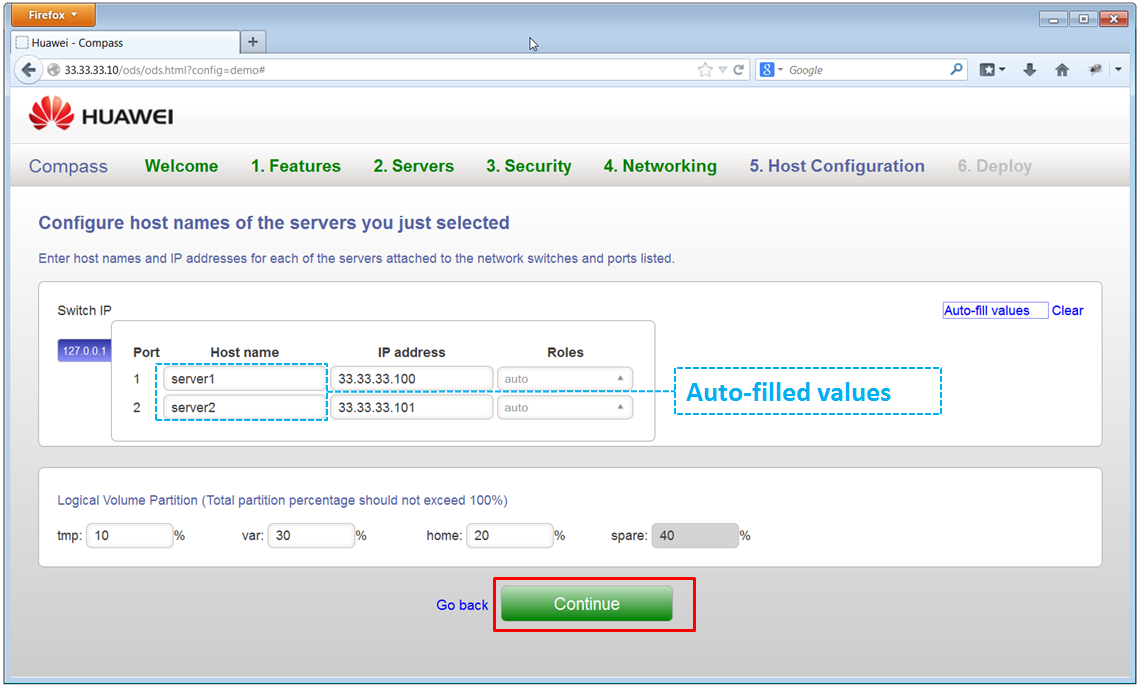 Firefox
Huawei - Compass
33.33.33.10/ods/ods.html?config=demo#
8 Google
HUAWEI
Compass Welcome 1. Features 2. Servers 3. Security 4. Networking 5. Host Configuration 6. Deploy
Configure host names of the servers you just selected
Enter host names and IP addresses for each of the servers attached to the network switches and ports listed.
Switch IP Auto-fill values Clear
127.0.0.1
Port Host name IP address Roles
1 server1 33.33.33.100 auto
2 server2 33.33.33.101 auto
Auto-filled values
Logical Volume Partition (Total partition percentage should not exceed 100%)
tmp: 10 % var: 30 % home: 20 % spare: 40 %
Go back Continue